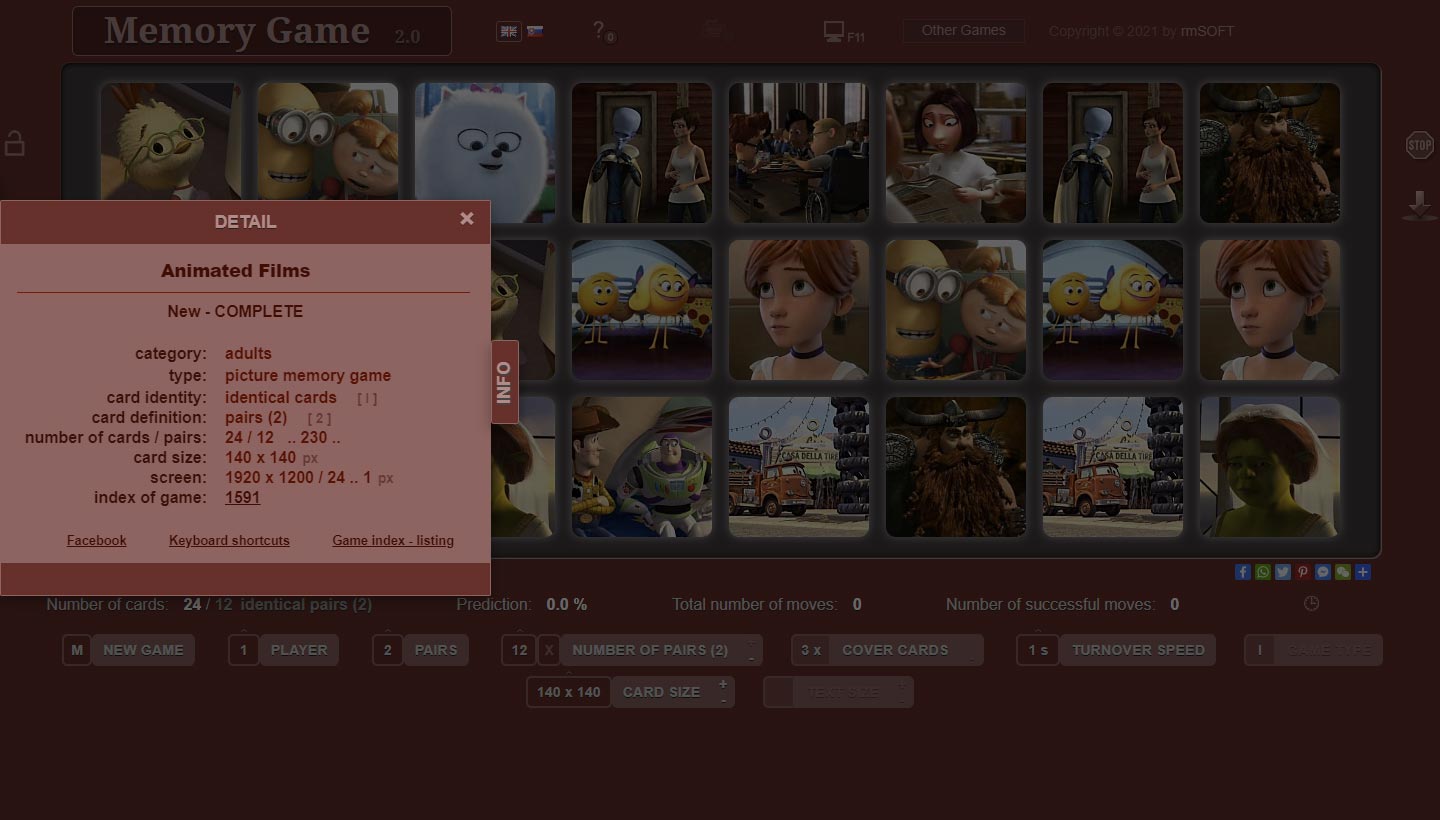 Memory Game 2.0
? 0
F11
Other Games
Copyright © 2021 by rmSOFT
STOP
DETAIL ×
Animated Films
New - COMPLETE
category: adults
type: picture memory game
card identity: identical cards [ I ]
card definition: pairs (2) [ 2 ]
number of cards / pairs: 24 / 12 .. 230 ..
card size: 140 x 140 px
screen: 1920 x 1200 / 24 .. 1 px
index of game: 1591
Facebook Keyboard shortcuts Game index - listing
INFO
CASA DELLA TIRE
CASA DELLA TIRE
Number of cards: 24 / 12 identical pairs (2) Prediction: 0.0 % Total number of moves: 0 Number of successful moves: 0
M NEW GAME 1 PLAYER 2 PAIRS 12 X NUMBER OF PAIRS (2) - 3 x COVER CARDS 1 s TURNOVER SPEED I GAME TYPE
140 x 140 CARD SIZE + - TEXT SIZE + -